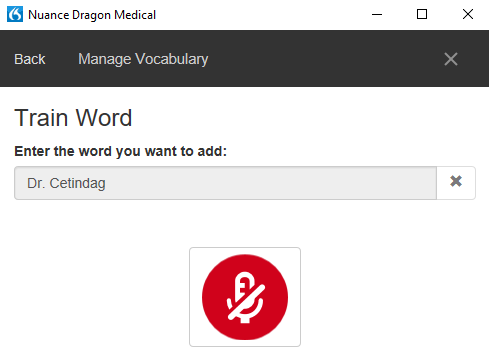 Nuance Dragon Medical
Back Manage Vocabulary
Train Word
Enter the word you want to add:
Dr. Cetindag